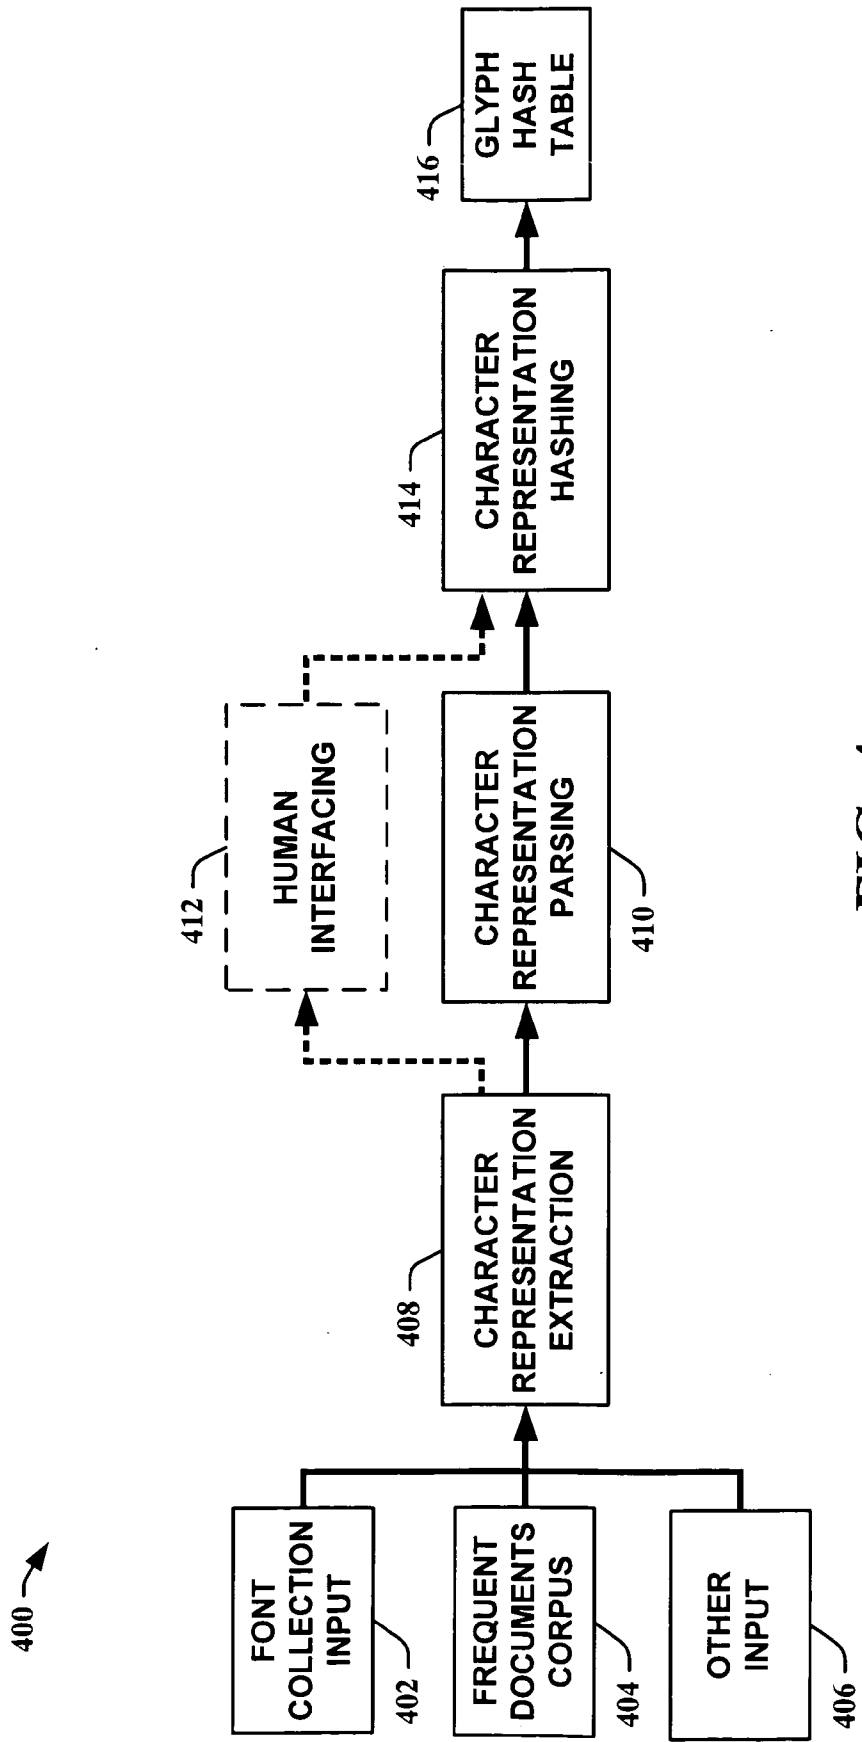 400
FONT
COLLECTION
INPUT
402
FREQUENT
DOCUMENTS
CORPUS
404
OTHER
INPUT
406
408
CHARACTER
REPRESENTATION
EXTRACTION
412
HUMAN
INTERFACING
CHARACTER
REPRESENTATION
PARSING
410
414
CHARACTER
REPRESENTATION
HASHING
416
GLYPH
HASH
TABLE